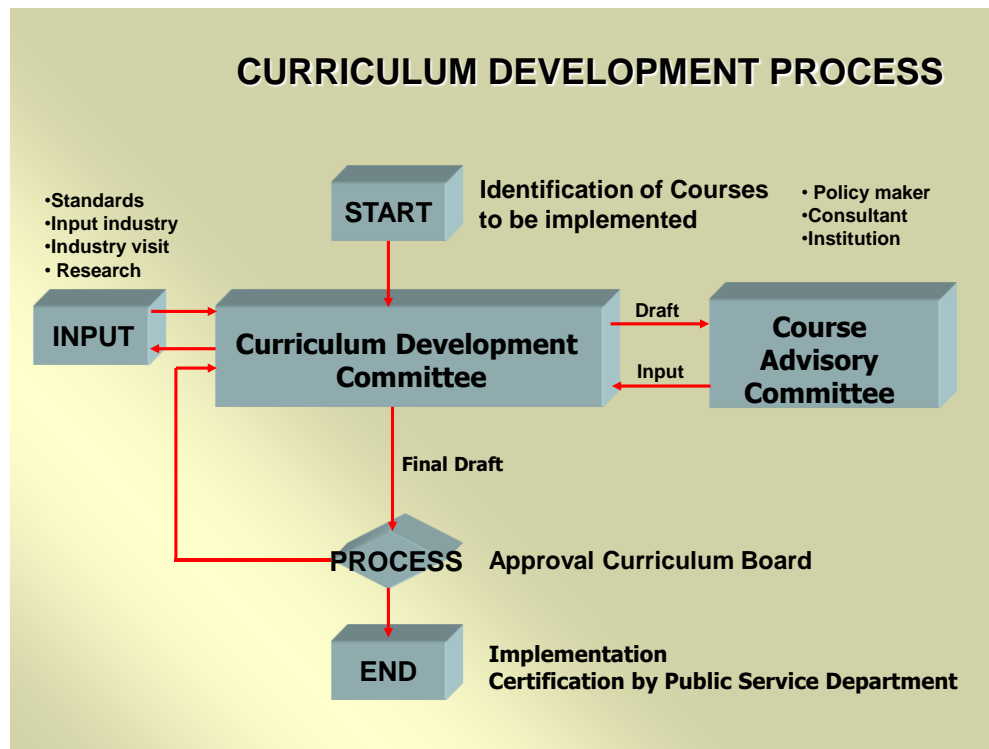 CURRICULUM DEVELOPMENT PROCESS
•Standards
•Input industry
•Industry visit
• Research
START
Identification of Courses
to be implemented
• Policy maker
•Consultant
•Institution
INPUT
Curriculum Development
Committee
Draft
Input
Course
Advisory
Committee
Final Draft
PROCESS
Approval Curriculum Board
END
Implementation
Certification by Public Service Department